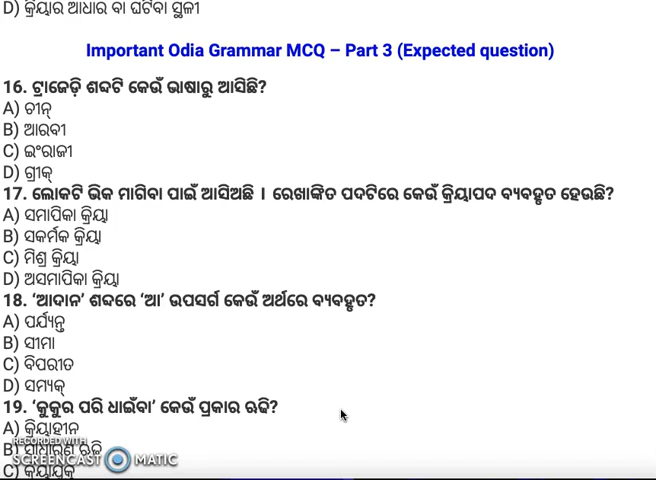 D) କ୍ରିୟାର ଆଧାର ବା ଘଟିବା ସ୍ଥଳୀ
Important Odia Grammar MCQ – Part 3 (Expected question)
16. ଟ୍ରାଜେଡ଼ି ଶବ୍ଦଟି କେଉଁ ଭାଷାରୁ ଆସିଛି?
A) ଚୀନ୍
B) ଆରବୀ
C) ଇଂରାଜୀ
D) ଗ୍ରୀକ୍
17. ଲୋକଟି ଭିକ ମାଗିବା ପାଇଁ ଆସିଅଛି । ରେଖାଙ୍କିତ ପଦଟିରେ କେଉଁ କ୍ରିୟାପଦ ବ୍ୟବହୃତ ହେଉଛି?
A) ସମାପିକା କ୍ରିୟା
B) ସକର୍ମକ କ୍ରିୟା
C) ମିଶ୍ର କ୍ରିୟା
D) ଅସମାପିକା କ୍ରିୟା
18. ‘ଆଦାନ’ ଶବ୍ଦରେ ‘ଆ’ ଉପସର୍ଗ କେଉଁ ଅର୍ଥରେ ବ୍ୟବହୃତ?
A) ପର୍ଯ୍ୟନ୍ତ
B) ସୀମା
C) ବିପରୀତ
D) ସମ୍ୟକ୍
19. ‘କୁକୁର ପରି ଧାଇଁବା’ କେଉଁ ପ୍ରକାର ରୂଢି?
A) କ୍ରିୟାହୀନ
B) ସାଧାରଣ ରୂଢି
C) କ୍ରିୟାଯୁକ୍ତ
RECORDED WITH
SCREENCAST MATIC